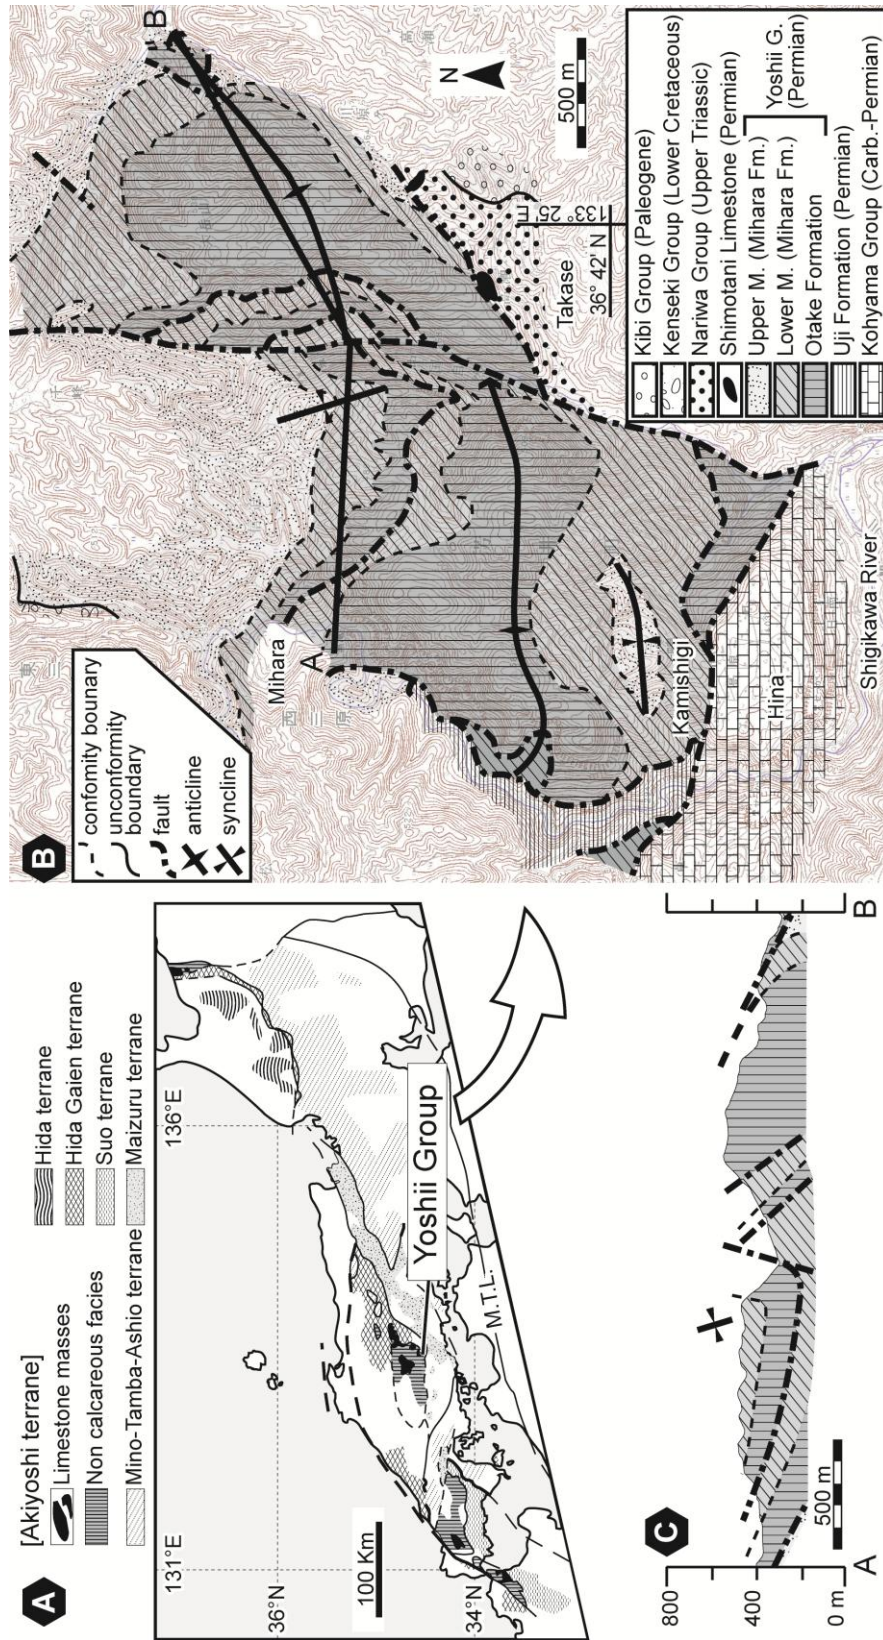 A
[Akiyoshi terrane]
Limestone masses
Non calcareous facies
Mino-Tamba-Ashio terrane
Hida terrane
Hida Gaien terrane
Suo terrane
Maizuru terrane
131°E
136°E
36°N
34°N
100 Km
Yoshii Group
M.T.L.
B
conformity boundary
unconformity
boundary
fault
anticline
syncline
B
N
500 m
Mihara
A
Takase
36° 42' N
133° 25' E
Kamishigi
Hina
Shigikawa River
Kibi Group (Paleogene)
Kenseki Group (Lower Cretaceous)
Nariwa Group (Upper Triassic)
Shimotani Limestone (Permian)
Upper M. (Mihara Fm.)
Lower M. (Mihara Fm.)
Otake Formation
Yoshii G.
(Permian)
Uji Formation (Permian)
Kohyama Group (Carb.-Permian)
C
800
400
0 m
A
500 m
B